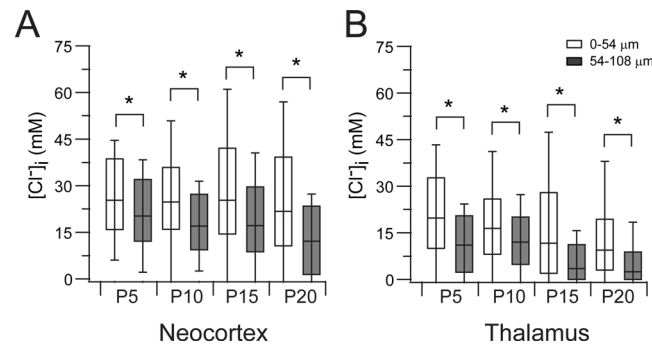 A
B
75
60
45
30
15
0
[Cl⁻]ᵢ (mM)
*
*
*
*
P5 P10 P15 P20
Neocortex
75
60
45
30
15
0
[Cl⁻]ᵢ (mM)
0-54 μm
54-108 μm
*
*
*
*
P5 P10 P15 P20
Thalamus